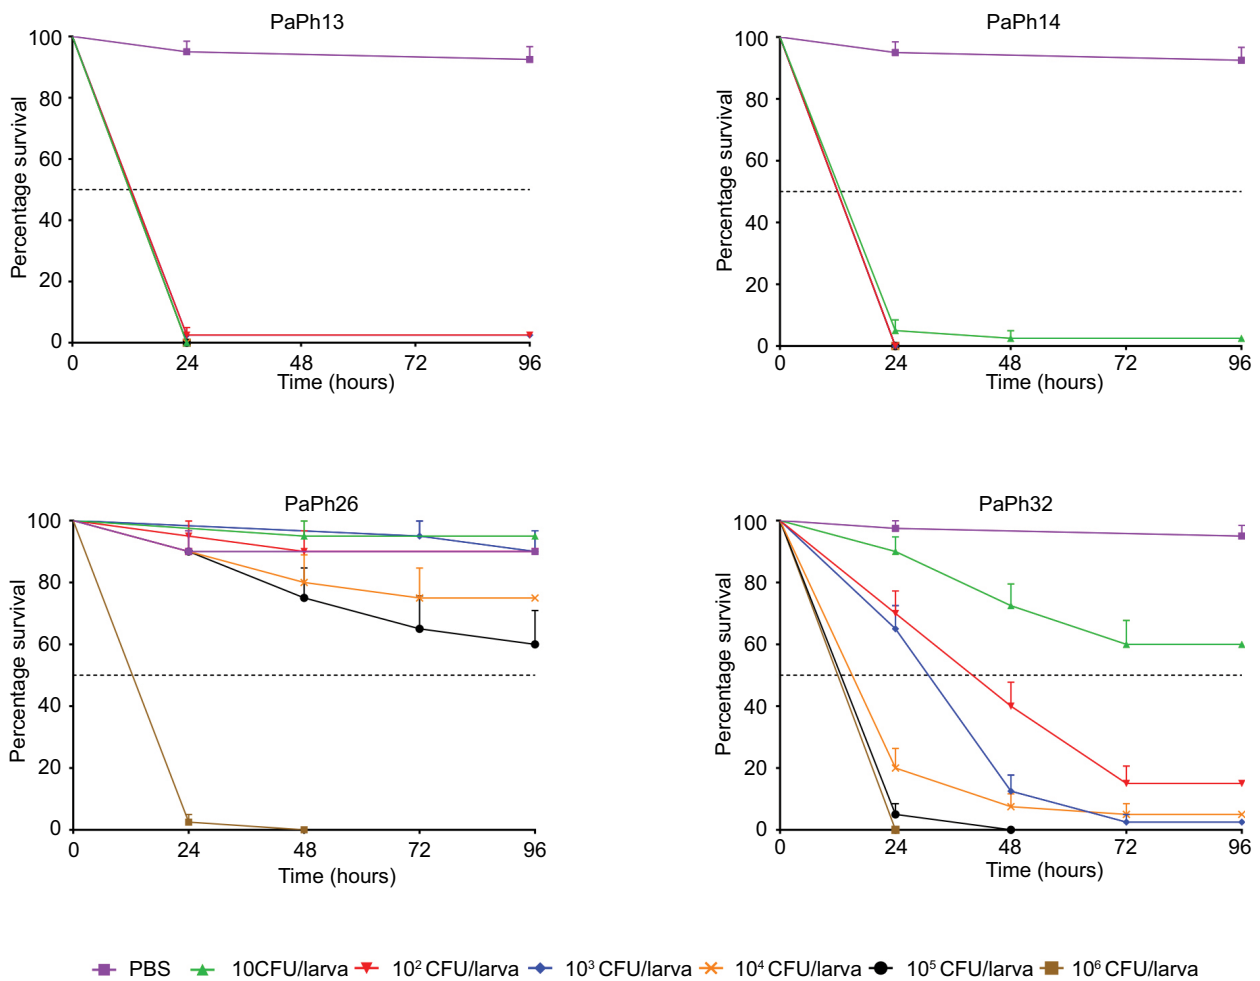 PaPh13
PaPh14
100
80
60
40
20
0
Percentage survival
0 24 48 72 96
Time (hours)
100
80
60
40
20
0
Percentage survival
0 24 48 72 96
Time (hours)
PaPh26
PaPh32
100
80
60
40
20
0
Percentage survival
0 24 48 72 96
Time (hours)
100
80
60
40
20
0
Percentage survival
0 24 48 72 96
Time (hours)
PBS 10CFU/larva 10² CFU/larva 10³ CFU/larva 10⁴ CFU/larva 10⁵ CFU/larva 10⁶ CFU/larva